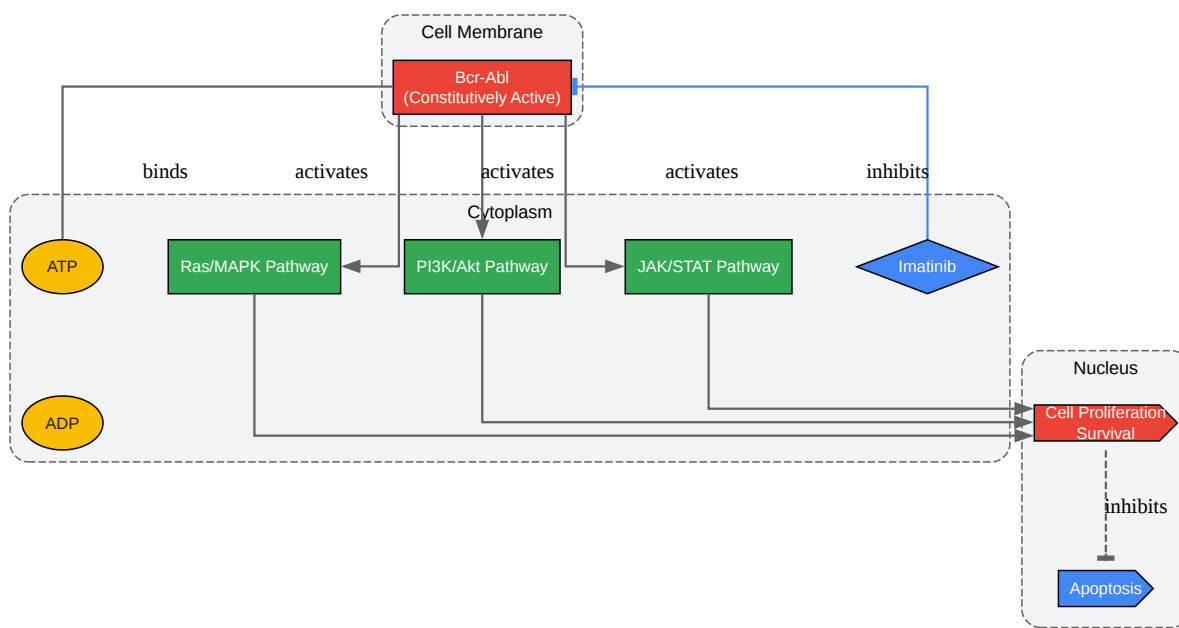 Cell Membrane
Bcr-Abl
(Constitutively Active)
binds
activates
activates
activates
inhibits
Cytoplasm
ATP
Ras/MAPK Pathway
PI3K/Akt Pathway
JAK/STAT Pathway
Imatinib
Nucleus
ADP
Cell Proliferation
Survival
inhibits
Apoptosis